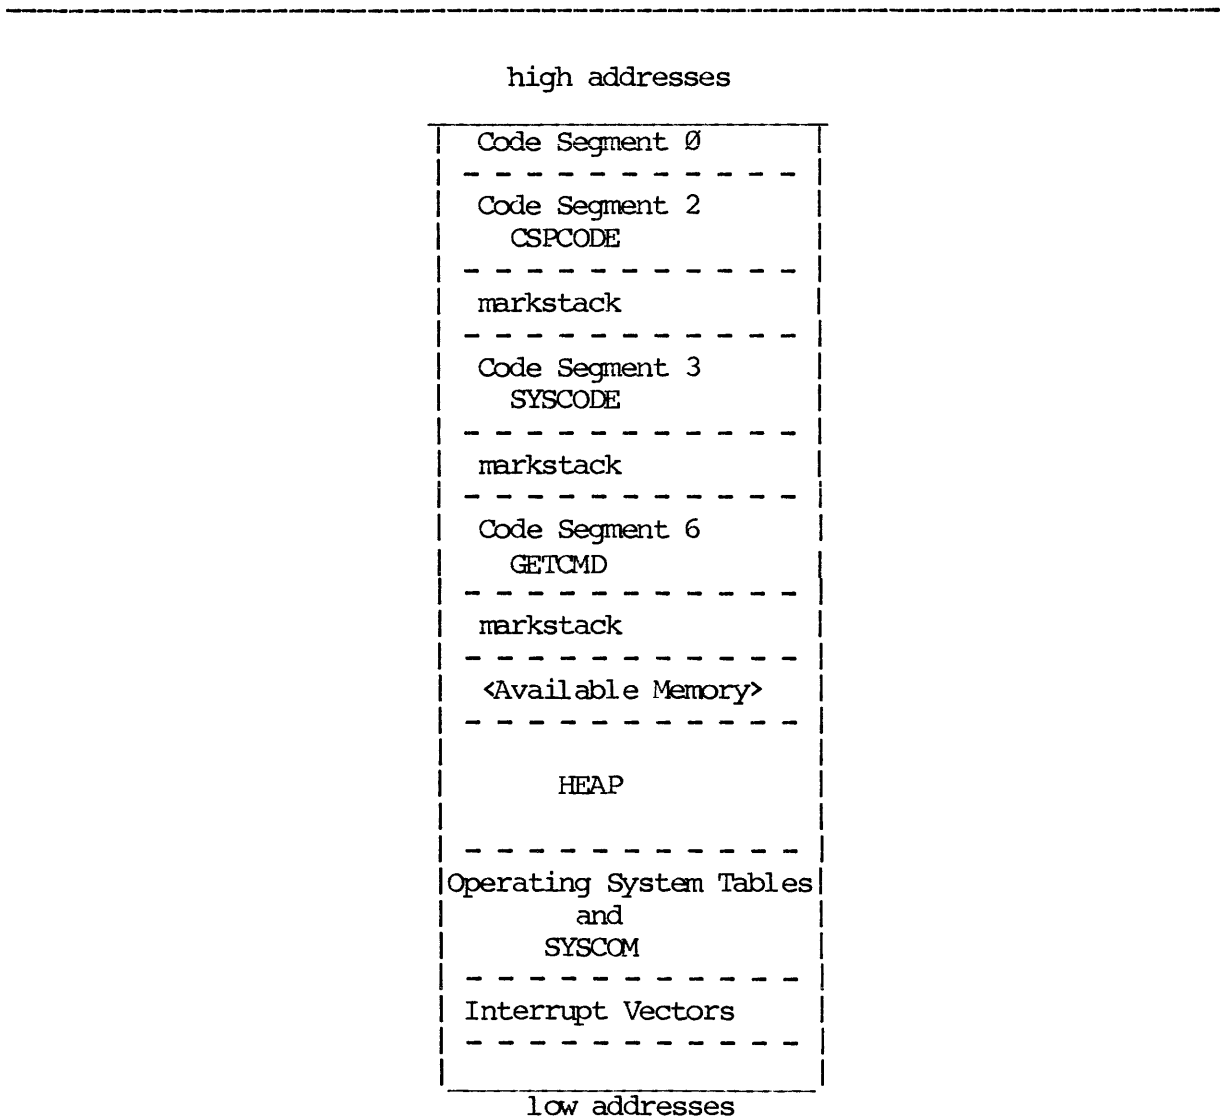 high addresses
Code Segment Ø
Code Segment 2
CSPCODE
markstack
Code Segment 3
SYSCODE
markstack
Code Segment 6
GETCMD
markstack
<Available Memory>
HEAP
Operating System Tables
and
SYSCOM
Interrupt Vectors
low addresses